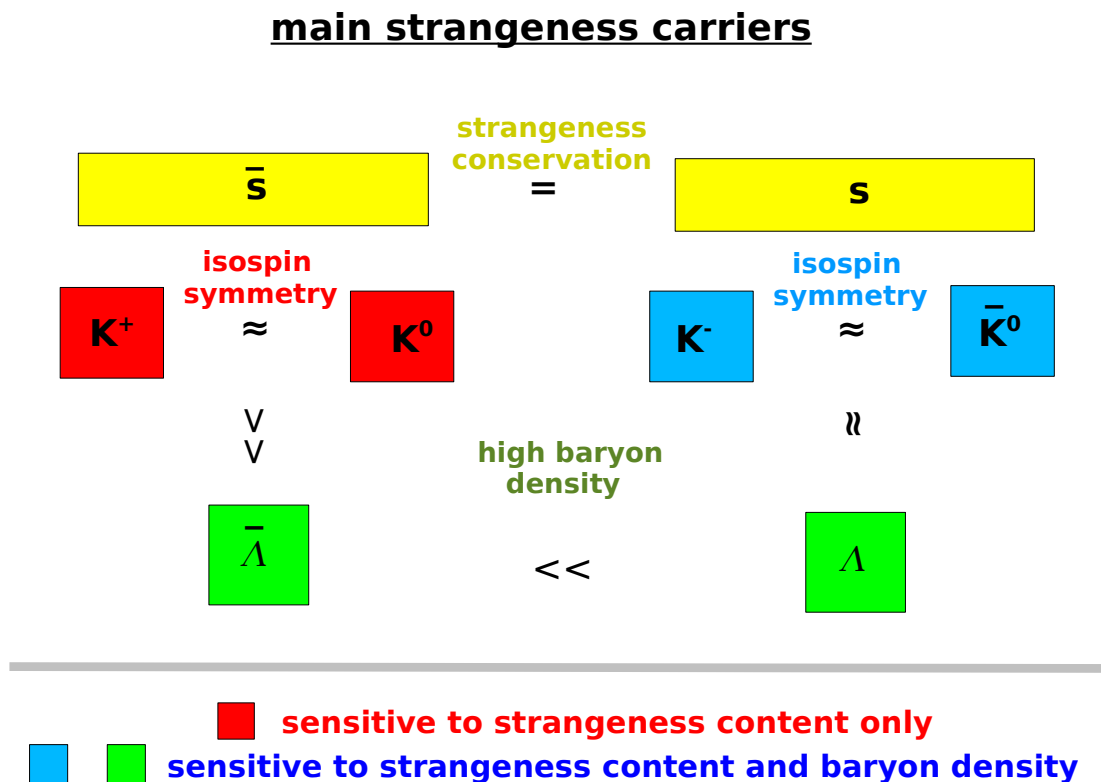 main strangeness carriers
strangeness
conservation
s̅ = s
isospin
symmetry
isospin
symmetry
K⁺ ≈ K⁰ K⁻ ≈ K̅⁰
>> ≈
high baryon
density
Λ̅ << Λ
sensitive to strangeness content only
sensitive to strangeness content and baryon density